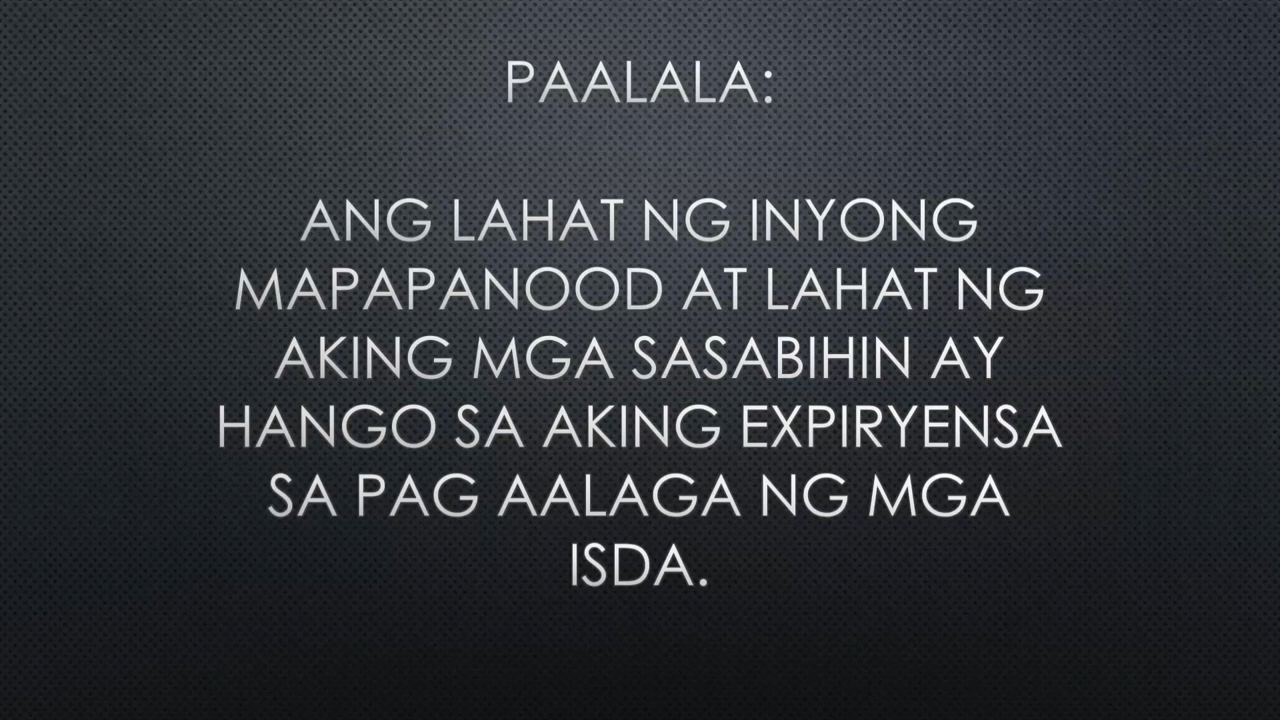 PAALALA:
ANG LAHAT NG INYONG
MAPAPANOOD AT LAHAT NG
AKING MGA SASABIHIN AY
HANGO SA AKING EXPIRYENSA
SA PAG AALAGA NG MGA
ISDA.